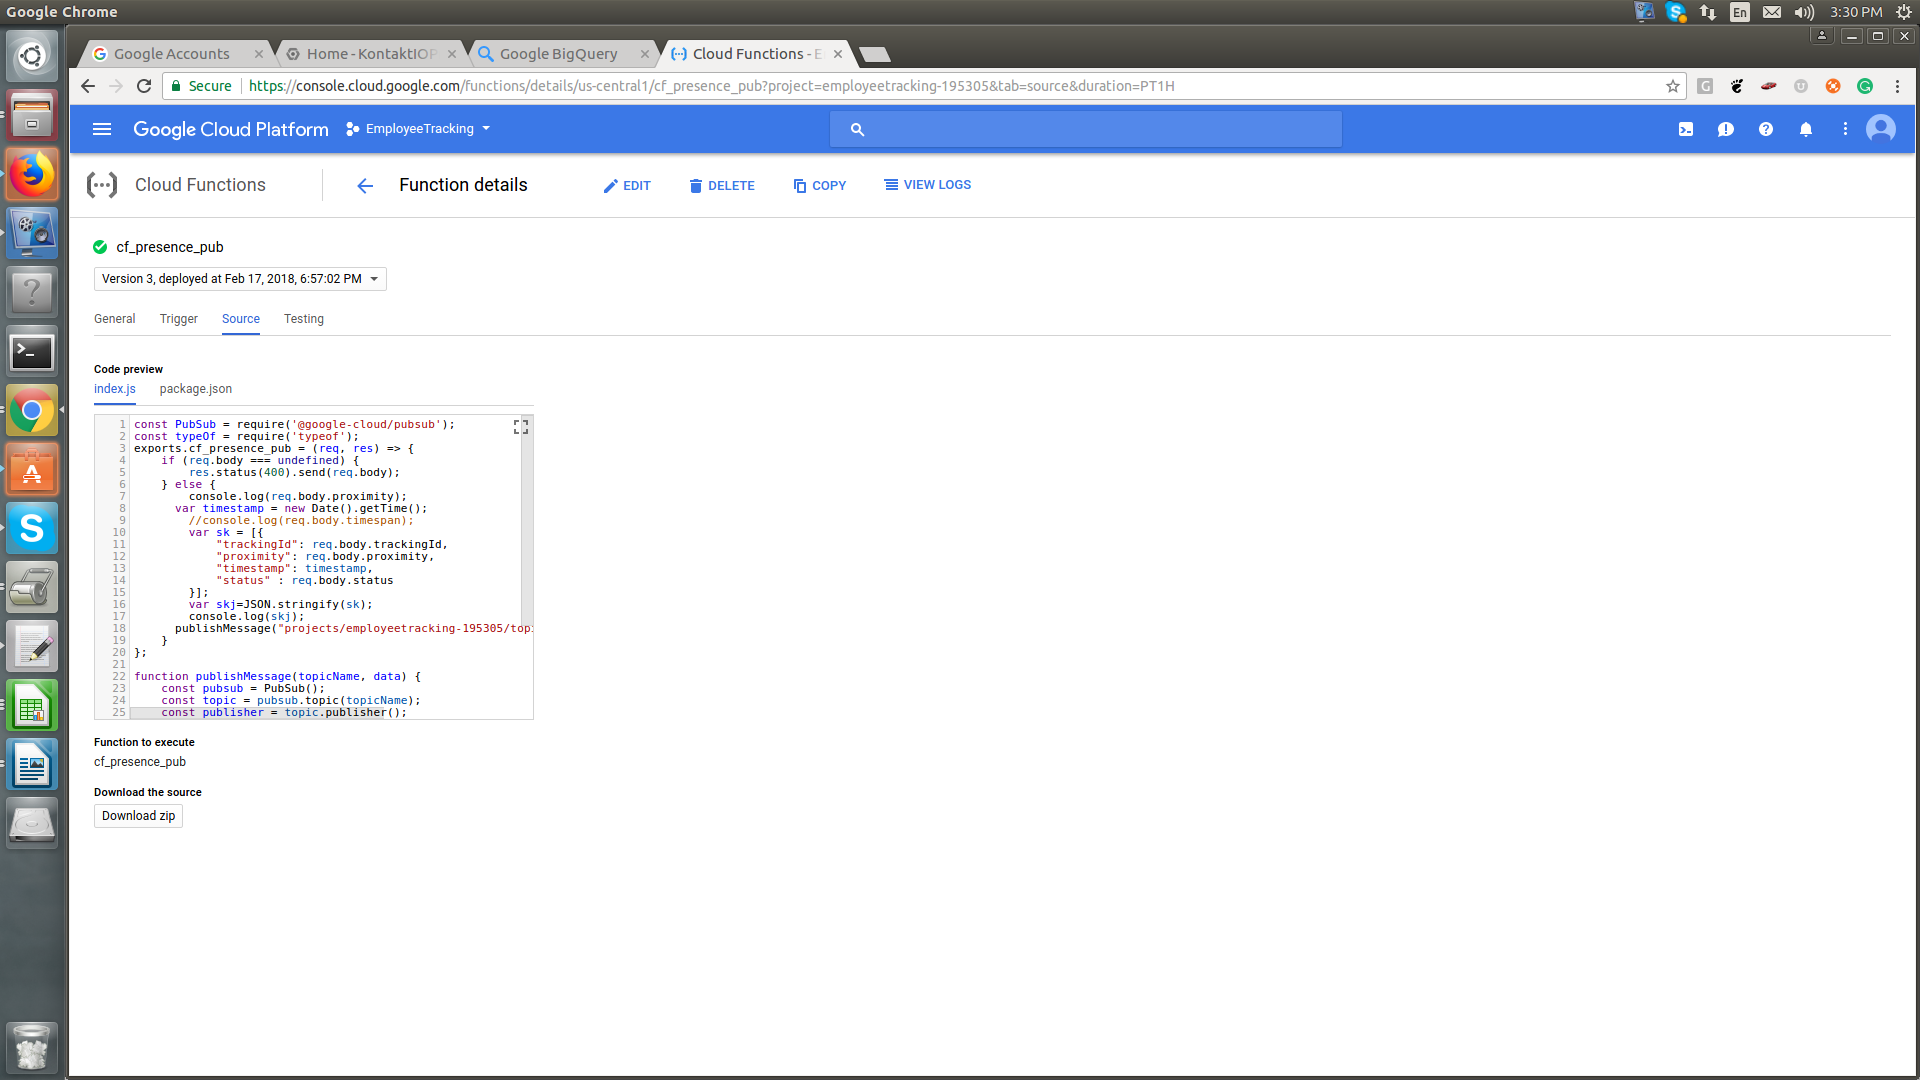 Google Chrome
En
3:30 PM
Google Accounts
Home - KontaktIO
Google BigQuery
Cloud Functions - E
Secure
https://console.cloud.google.com/functions/details/us-central1/cf_presence_pub?project=employeetracking-195305&tab=source&duration=PT1H
Google Cloud Platform
EmployeeTracking
Cloud Functions
Function details
EDIT
DELETE
COPY
VIEW LOGS
cf_presence_pub
Version 3, deployed at Feb 17, 2018, 6:57:02 PM
General Trigger Source Testing
Code preview
index.js package.json
1 const PubSub = require('@google-cloud/pubsub');
2 const typeOf = require('typeof');
3 exports.cf_presence_pub = (req, res) => {
4 if (req.body === undefined) {
5 res.status(400).send(req.body);
6 } else {
7 console.log(req.body.proximity);
8 var timestamp = new Date().getTime();
9 //console.log(req.body.timespan);
10 var sk = [{
11 "trackingId": req.body.trackingId,
12 "proximity": req.body.proximity,
13 "timestamp": timestamp,
14 "status" : req.body.status
15 }];
16 var skj=JSON.stringify(sk);
17 console.log(skj);
18 publishMessage("projects/employeetracking-195305/topi
19 }
20 };
21
22 function publishMessage(topicName, data) {
23 const pubsub = PubSub();
24 const topic = pubsub.topic(topicName);
25 const publisher = topic.publisher();
Function to execute
cf_presence_pub
Download the source
Download zip